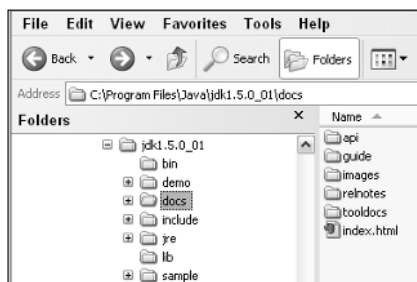 File Edit View Favorites Tools Help
Back Search Folders
Address C:\Program Files\Java\jdk1.5.0_01\docs
Folders × Name
jdk1.5.0_01
bin
demo
docs
include
jre
lib
sample
api
guide
images
relnotes
tooldocs
index.html